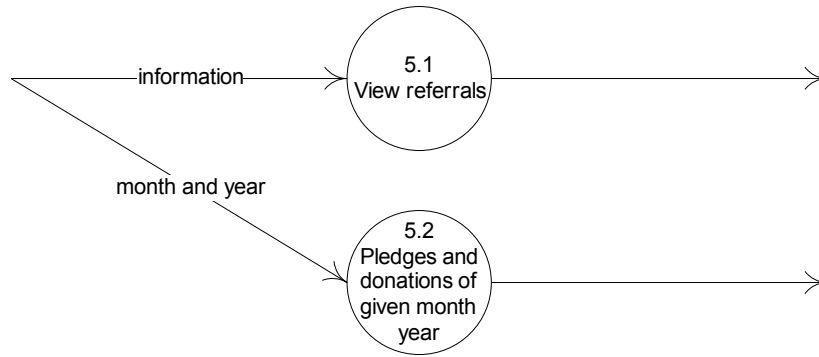 5.1
information
View referrals
month and year
5.2
Pledges and
donations of
given month
year